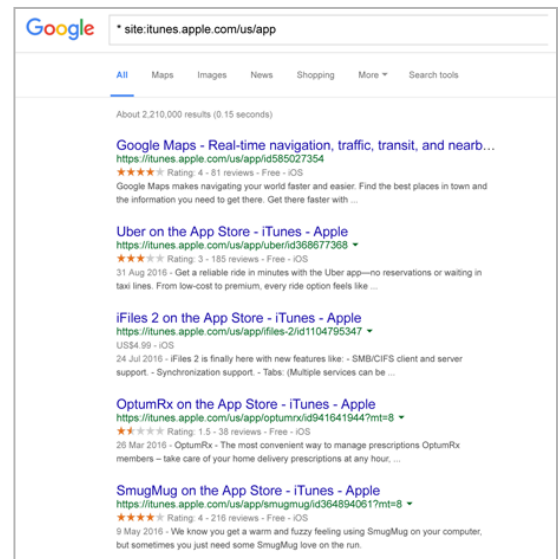 Google
* site:itunes.apple.com/us/app
All Maps Images News Shopping More Search tools
About 2,210,000 results (0.15 seconds)
Google Maps - Real-time navigation, traffic, transit, and nearb...
https://itunes.apple.com/us/app/id585027354
Rating: 4 - 81 reviews - Free - iOS
Google Maps makes navigating your world faster and easier. Find the best places in town and
the information you need to get there. Get there faster with ...
Uber on the App Store - iTunes - Apple
https://itunes.apple.com/us/app/uber/id368677368
Rating: 3 - 185 reviews - Free - iOS
31 Aug 2016 - Get a reliable ride in minutes with the Uber app—no reservations or waiting in
taxi lines. From low-cost to premium, every ride option feels like ...
iFiles 2 on the App Store - iTunes - Apple
https://itunes.apple.com/us/app/ifiles-2/id1104795347
US$4.99 - iOS
24 Jul 2016 - iFiles 2 is finally here with new features like: - SMB/CIFS client and server
support. - Synchronization support. - Tabs: (Multiple services can be ...
OptumRx on the App Store - iTunes - Apple
https://itunes.apple.com/us/app/optumrx/id941641944?mt=8
Rating: 1.5 - 38 reviews - Free - iOS
26 Mar 2016 - OptumRx - The most convenient way to manage prescriptions OptumRx
members – take care of your home delivery prescriptions at any hour, ...
SmugMug on the App Store - iTunes - Apple
https://itunes.apple.com/us/app/smugmug/id364894061?mt=8
Rating: 4 - 216 reviews - Free - iOS
9 May 2016 - We know you get a warm and fuzzy feeling using SmugMug on your computer,
but sometimes you just need some SmugMug love on the run.